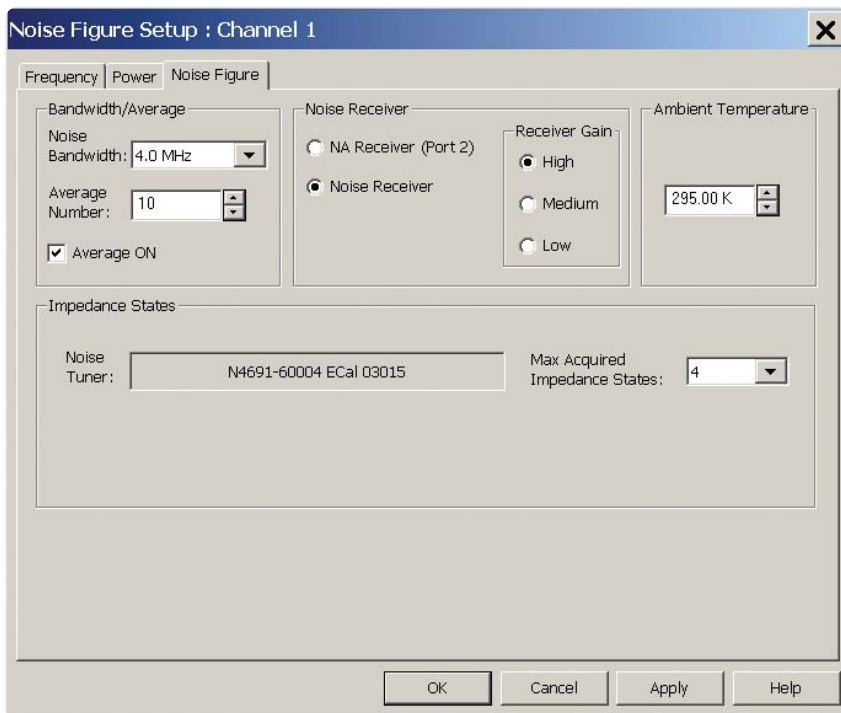 Noise Figure Setup : Channel 1
Frequency
Power
Noise Figure
Bandwidth/Average
Noise
Bandwidth:
4.0 MHz
Average
Number:
10
Average ON
Noise Receiver
NA Receiver (Port 2)
Noise Receiver
Receiver Gain
High
Medium
Low
Ambient Temperature
295.00 K
Impedance States
Noise
Tuner:
N4691-60004 ECal 03015
Max Acquired
Impedance States:
4
OK
Cancel
Apply
Help